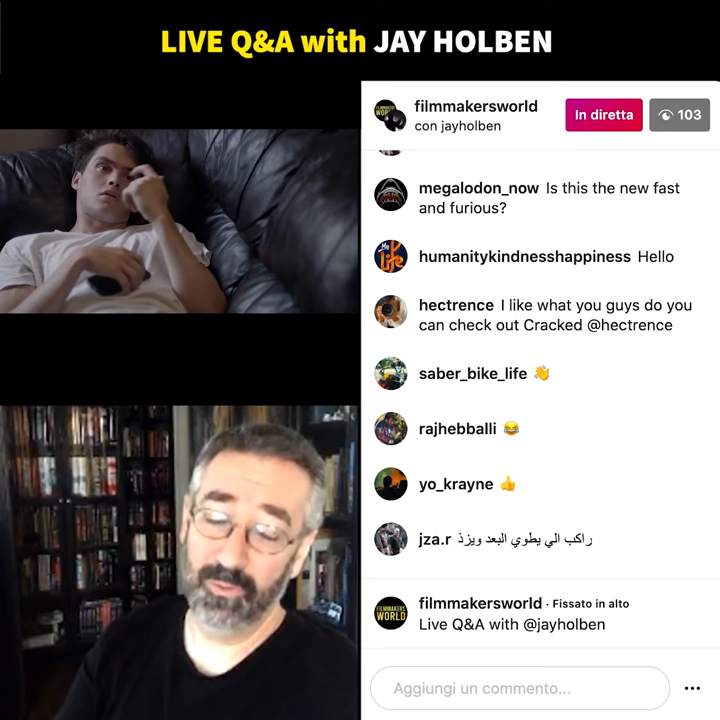 LIVE Q&A with JAY HOLBEN
filmmakersworld
con jayholben
In diretta
103
megalodon_now Is this the new fast
and furious?
humanitykindnesshappiness Hello
hectrence I like what you guys do you
can check out Cracked @hectrence
saber_bike_life 👋
rajhebballi 😂
yo_krayne 👍
jza.r راكب الي يطوي البعد ويزذ
FILMMAKERS
WORLD
filmmakersworld · Fissato in alto
Live Q&A with @jayholben
Aggiungi un commento...